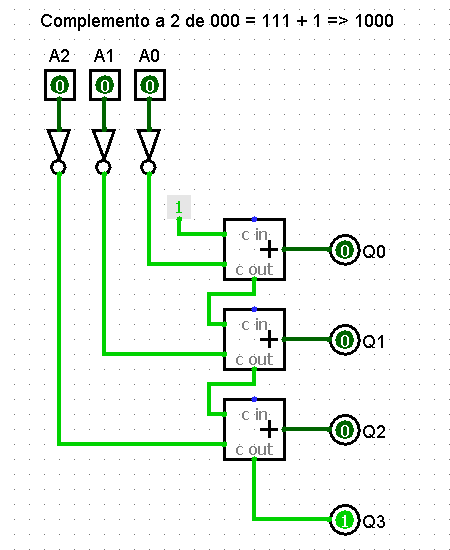 Complemento a 2 de 000 = 111 + 1 => 1000
A2 A1 A0
0 0 0
1
c in
+
c out
0 Q0
c in
+
c out
0 Q1
c in
+
c out
0 Q2
1 Q3